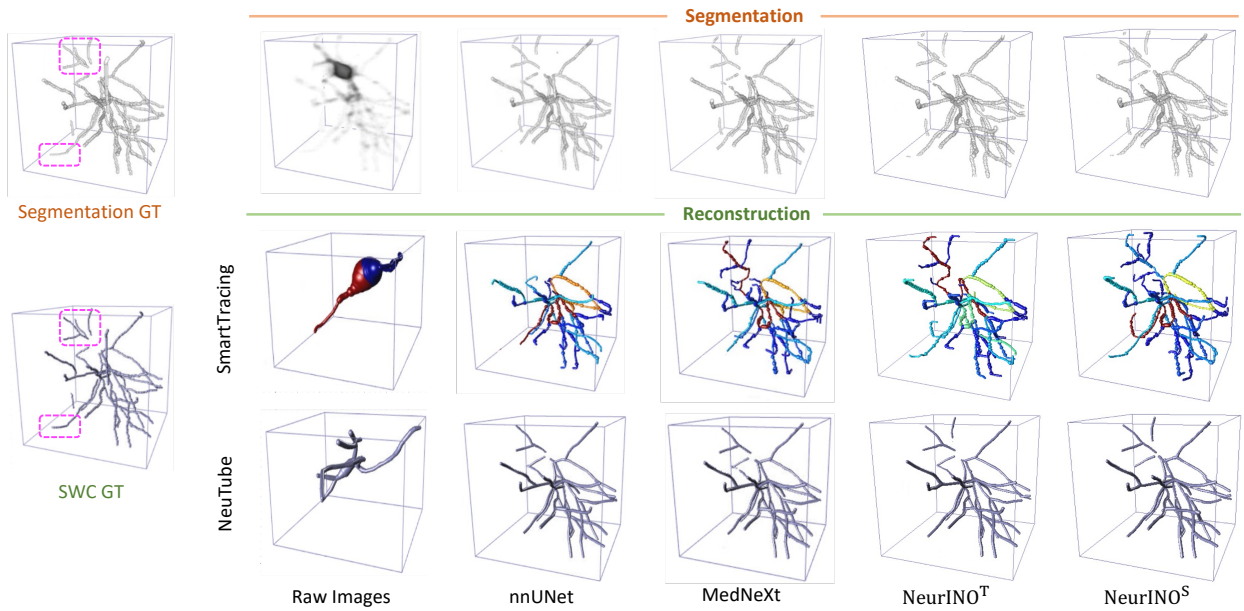 Segmentation
Segmentation GT
Reconstruction
SmartTracing
SWC GT
NeuTube
Raw Images
nnUNet
MedNeXt
NeurINO^T
NeurINO^S